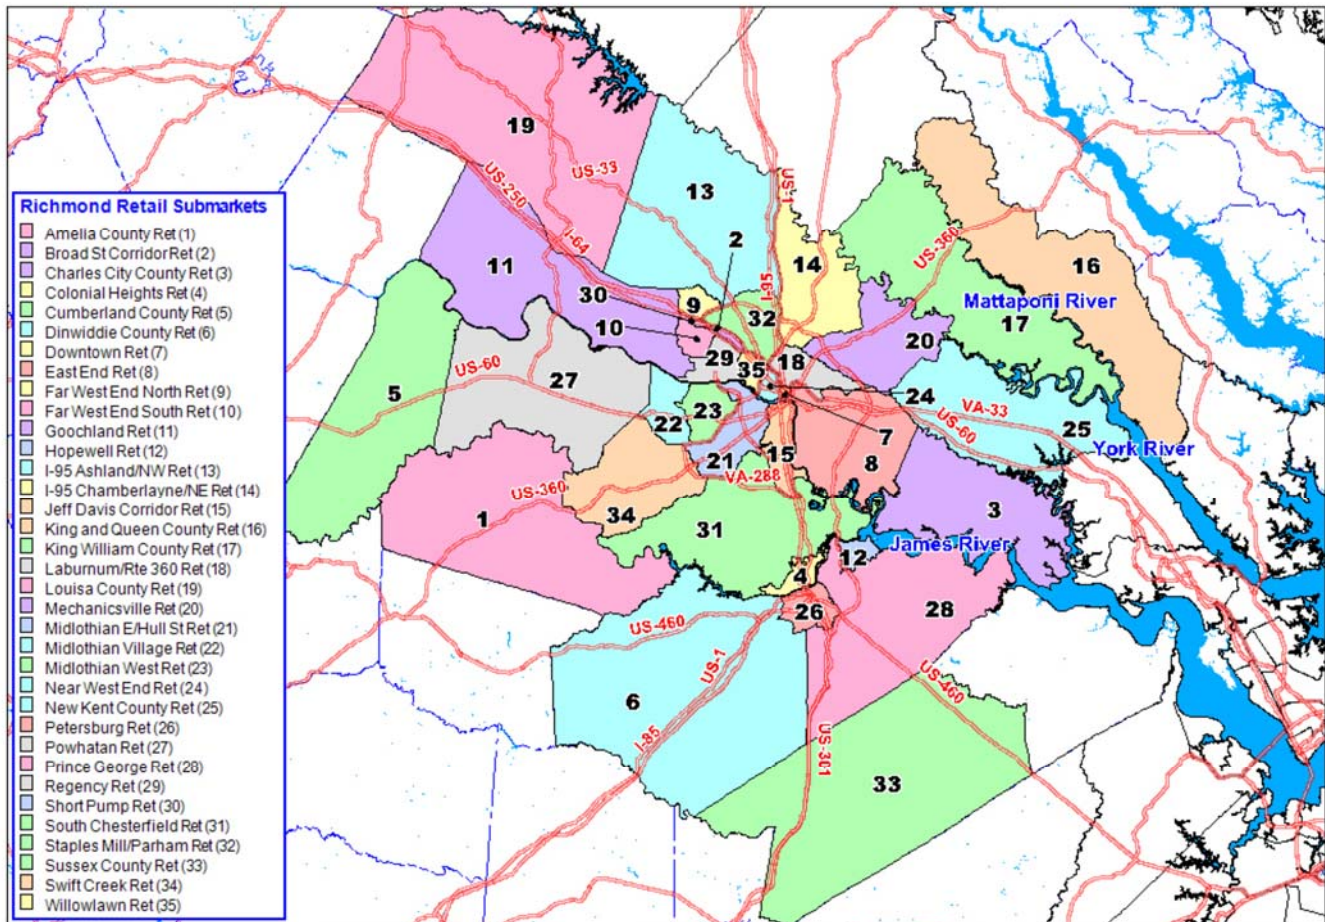 Richmond Retail Submarkets
Amelia County Ret (1)
Broad St Corridor Ret (2)
Charles City County Ret (3)
Colonial Heights Ret (4)
Cumberland County Ret (5)
Dinwiddie County Ret (6)
Downtown Ret (7)
East End Ret (8)
Far West End North Ret (9)
Far West End South Ret (10)
Goochland Ret (11)
Hopewell Ret (12)
I-95 Ashland/NW Ret (13)
I-95 Chamberlayne/NE Ret (14)
Jeff Davis Corridor Ret (15)
King and Queen County Ret (16)
King William County Ret (17)
Laburnum/Rte 360 Ret (18)
Louisa County Ret (19)
Mechanicsville Ret (20)
Midlothian E/Hull St Ret (21)
Midlothian Village Ret (22)
Midlothian West Ret (23)
Near West End Ret (24)
New Kent County Ret (25)
Petersburg Ret (26)
Powhatan Ret (27)
Prince George Ret (28)
Regency Ret (29)
Short Pump Ret (30)
South Chesterfield Ret (31)
Staples Mill/Parham Ret (32)
Sussex County Ret (33)
Swift Creek Ret (34)
Willowlawn Ret (35)
19
US-33
US-1
13
US-250
I-64
2
US-360
16
14
11
I-95
30
9
32
Mattaponi River
17
10
20
29
18
35
US-60
27
5
24
VA-33
23
22
US-60
25
7
York River
15
8
21
VA-288
US-360
3
1
34
31
James River
12
4
28
26
US-460
US-1
US-460
6
I-85
US-301
33